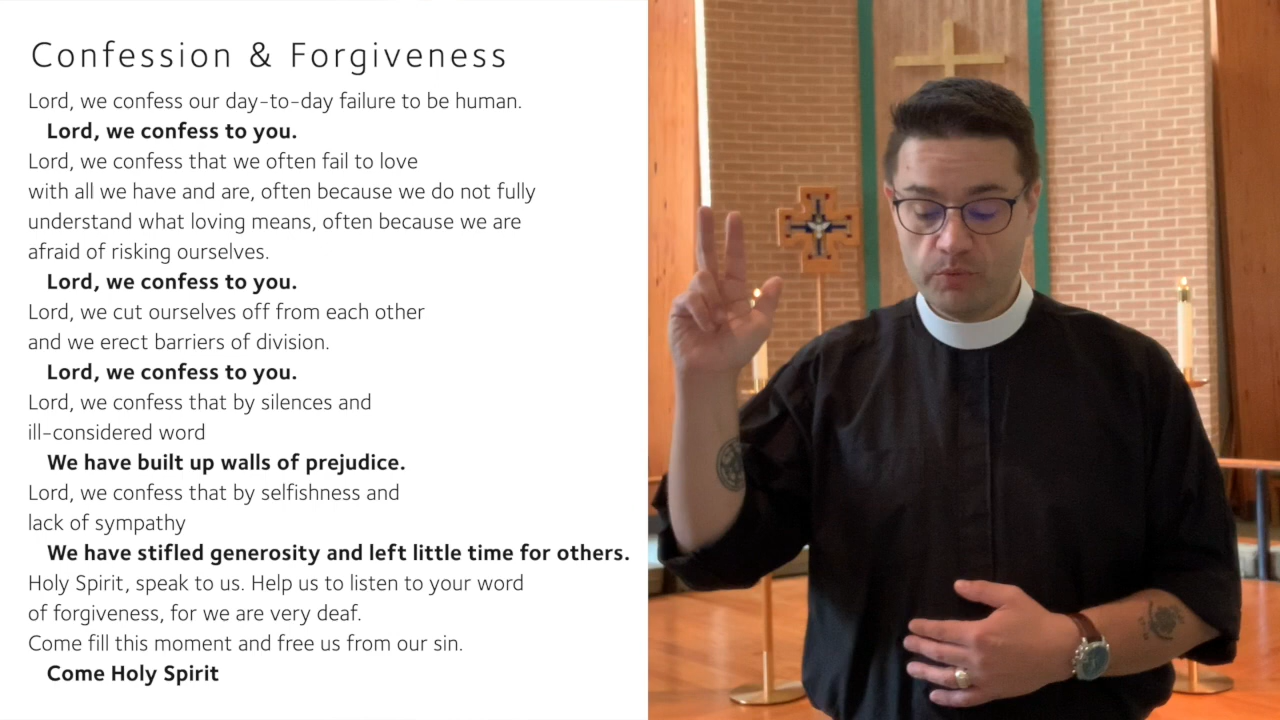 Confession & Forgiveness
Lord, we confess our day-to-day failure to be human.
Lord, we confess to you.
Lord, we confess that we often fail to love
with all we have and are, often because we do not fully
understand what loving means, often because we are
afraid of risking ourselves.
Lord, we confess to you.
Lord, we cut ourselves off from each other
and we erect barriers of division.
Lord, we confess to you.
Lord, we confess that by silences and
ill-considered word
We have built up walls of prejudice.
Lord, we confess that by selfishness and
lack of sympathy
We have stifled generosity and left little time for others.
Holy Spirit, speak to us. Help us to listen to your word
of forgiveness, for we are very deaf.
Come fill this moment and free us from our sin.
Come Holy Spirit